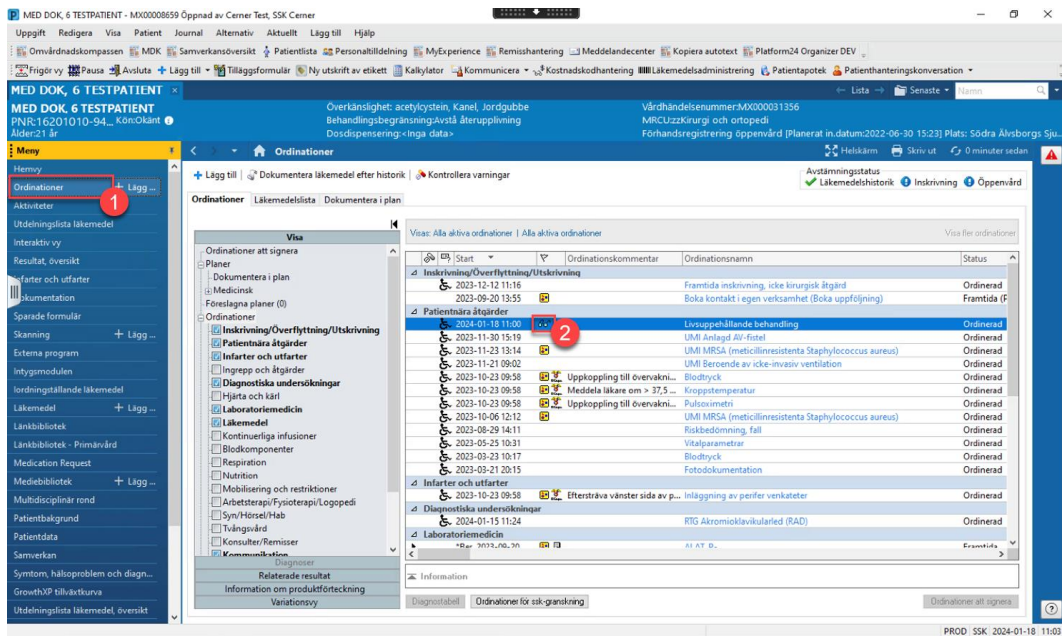 MED DOK, 6 TESTPATIENT - MX00008659 Öppnad av Cerner Test, SSK Cerner
Uppgift Redigera Visa Patient Journal Alternativ Aktuellt Lägg till Hjälp
Omvårdnadskompassen MDK Samverkansöversikt Patientlista Personaltilldelning MyExperience Remisshantering Meddelandecenter Kopiera autotext Platform24 Organizer DEV
Frigör vy Pausa Avsluta Lägg till Tilläggsformulär Ny utskrift av etikett Kalkylator Kommunicera Kostnadskodhantering Läkemedelsadministrering Patientapotek Patienthanteringskonversation
MED DOK, 6 TESTPATIENT Lista Senaste Namn
MED DOK, 6 TESTPATIENT Överkänslighet: acetylcystein, Kanel, Jordgubbe Vårdhändelsenummer:MX000031356
PNR:16201010-94... Kön:Okänt Behandlingsbegränsning:Avstå återupplivning MRCU:zzKirurgi och ortopedi
Ålder:21 år Dosdispensering:<Inga data> Förhandsregistrering öppenvård [Planerat in.datum:2022-06-30 15:23] Plats: Södra Älvsborgs Sju...
Meny Ordinationer Helskärm Skriv ut 0 minuter sedan
Hemvy
Ordinationer + Lägg ...
1
Aktiviteter
Utdelningslista läkemedel
Interaktiv vy
Resultat, översikt
Infarter och utfarter
Dokumentation
Sparade formulär
Skanning + Lägg ...
Externa program
Intygsmodulen
Iordningställande läkemedel
Läkemedel + Lägg ...
Länkbibliotek
Länkbibliotek - Primärvård
Medication Request
Mediebibliotek + Lägg ...
Multidisciplinär rond
Patientbakgrund
Patientdata
Samverkan
Symtom, hälsoproblem och diagn...
GrowthXP tillväxtkurva
Utdelningslista läkemedel, översikt
+ Lägg till Dokumentera läkemedel efter historik Kontrollera varningar
Avstämningsstatus
Läkemedelshistorik Inskrivning Öppenvård
Ordinationer Läkemedelslista Dokumentera i plan
Visa
Ordinationer att signera
Planer
Dokumentera i plan
Medicinsk
Föreslagna planer (0)
Ordinationer
Inskrivning/Överflyttning/Utskrivning
Patientnära åtgärder
Infarter och utfarter
Ingrepp och åtgärder
Diagnostiska undersökningar
Hjärta och kärl
Laboratoriemedicin
Läkemedel
Kontinuerliga infusioner
Blodkomponenter
Respiration
Nutrition
Mobilisering och restriktioner
Arbetsterapi/Fysioterapi/Logopedi
Syn/Hörsel/Hab
Tvångsvård
Konsulter/Remisser
Kommunikation
Diagnoser
Relaterade resultat
Information om produktförteckning
Variationsvy
Visas: Alla aktiva ordinationer | Alla aktiva ordinationer Visa fler ordinationer
Start Ordinationskommentar Ordinationsnamn Status
Inskrivning/Överflyttning/Utskrivning
2023-12-12 11:16 Framtida inskrivning, icke kirurgisk åtgärd Ordinerad
2023-09-20 13:55 Boka kontakt i egen verksamhet (Boka uppföljning) Framtida (F
Patientnära åtgärder
2024-01-18 11:00 Livsuppehållande behandling Ordinerad
2
2023-11-30 15:19 UMI Anlagd AV-fistel Ordinerad
2023-11-23 13:14 UMI MRSA (meticillinresistenta Staphylococcus aureus) Ordinerad
2023-11-21 09:02 UMI Beroende av icke-invasiv ventilation Ordinerad
2023-10-23 09:58 Uppkoppling till övervakni... Blodtryck Ordinerad
2023-10-23 09:58 Meddela läkare om > 37,5 ... Kroppstemperatur Ordinerad
2023-10-23 09:58 Uppkoppling till övervakni... Pulsoximetri Ordinerad
2023-10-06 12:12 UMI MRSA (meticillinresistenta Staphylococcus aureus) Ordinerad
2023-08-29 14:11 Riskbedömning, fall Ordinerad
2023-05-25 10:31 Vitalparametrar Ordinerad
2023-03-23 10:17 Blodtryck Ordinerad
2023-03-21 20:15 Fotodokumentation Ordinerad
Infarter och utfarter
2023-10-23 09:58 Eftersträva vänster sida av p... Inläggning av perifer venkateter Ordinerad
Diagnostiska undersökningar
2024-01-15 11:24 RTG Akromioklavikularled (RAD) Ordinerad
Laboratoriemedicin
*Ber 2023-09-20 ALAT, P- Framtida
Information
Diagnostabell Ordinationer för ssk-granskning Ordinationer att signera
PROD SSK 2024-01-18 11:03